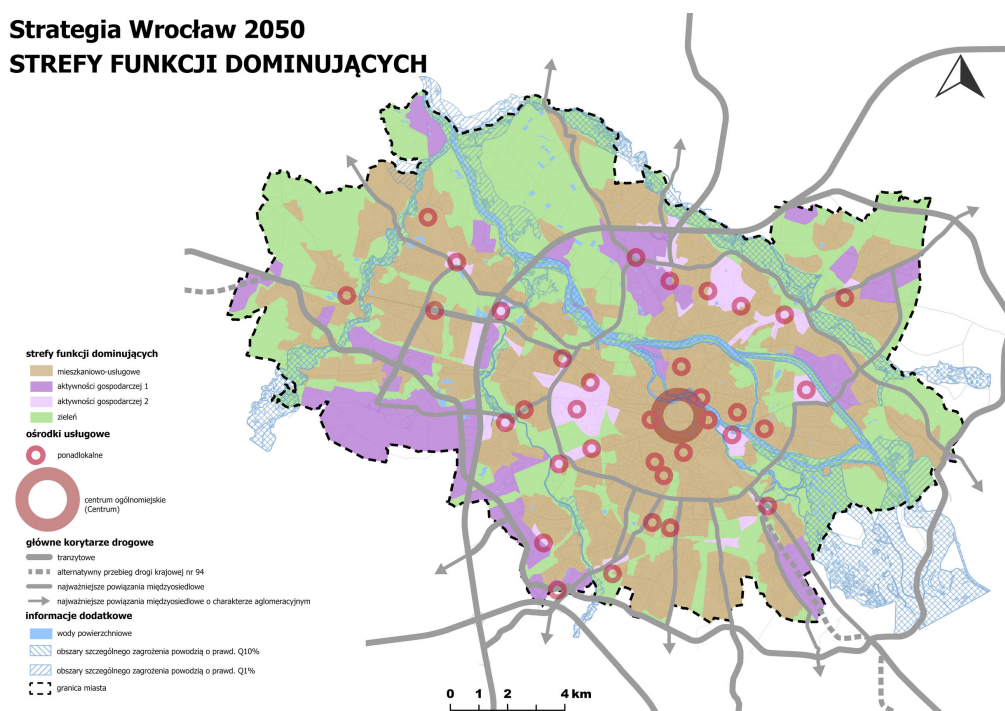 Strategia Wrocław 2050
STREFY FUNKCJI DOMINUJĄCYCH
strefy funkcji dominujących
mieszkaniowo-usługowe
aktywności gospodarczej 1
aktywności gospodarczej 2
zieleń
ośrodki usługowe
ponadlokalne
centrum ogólnomiejskie
(Centrum)
główne korytarze drogowe
tranzytowe
alternatywny przebieg drogi krajowej nr 94
najważniejsze powiązania międzyosiedlowe
najważniejsze powiązania międzyosiedlowe o charakterze aglomeracyjnym
informacje dodatkowe
wody powierzchniowe
obszary szczególnego zagrożenia powodzią o prawd. Q10%
obszary szczególnego zagrożenia powodzią o prawd. Q1%
granica miasta
0 1 2 4 km